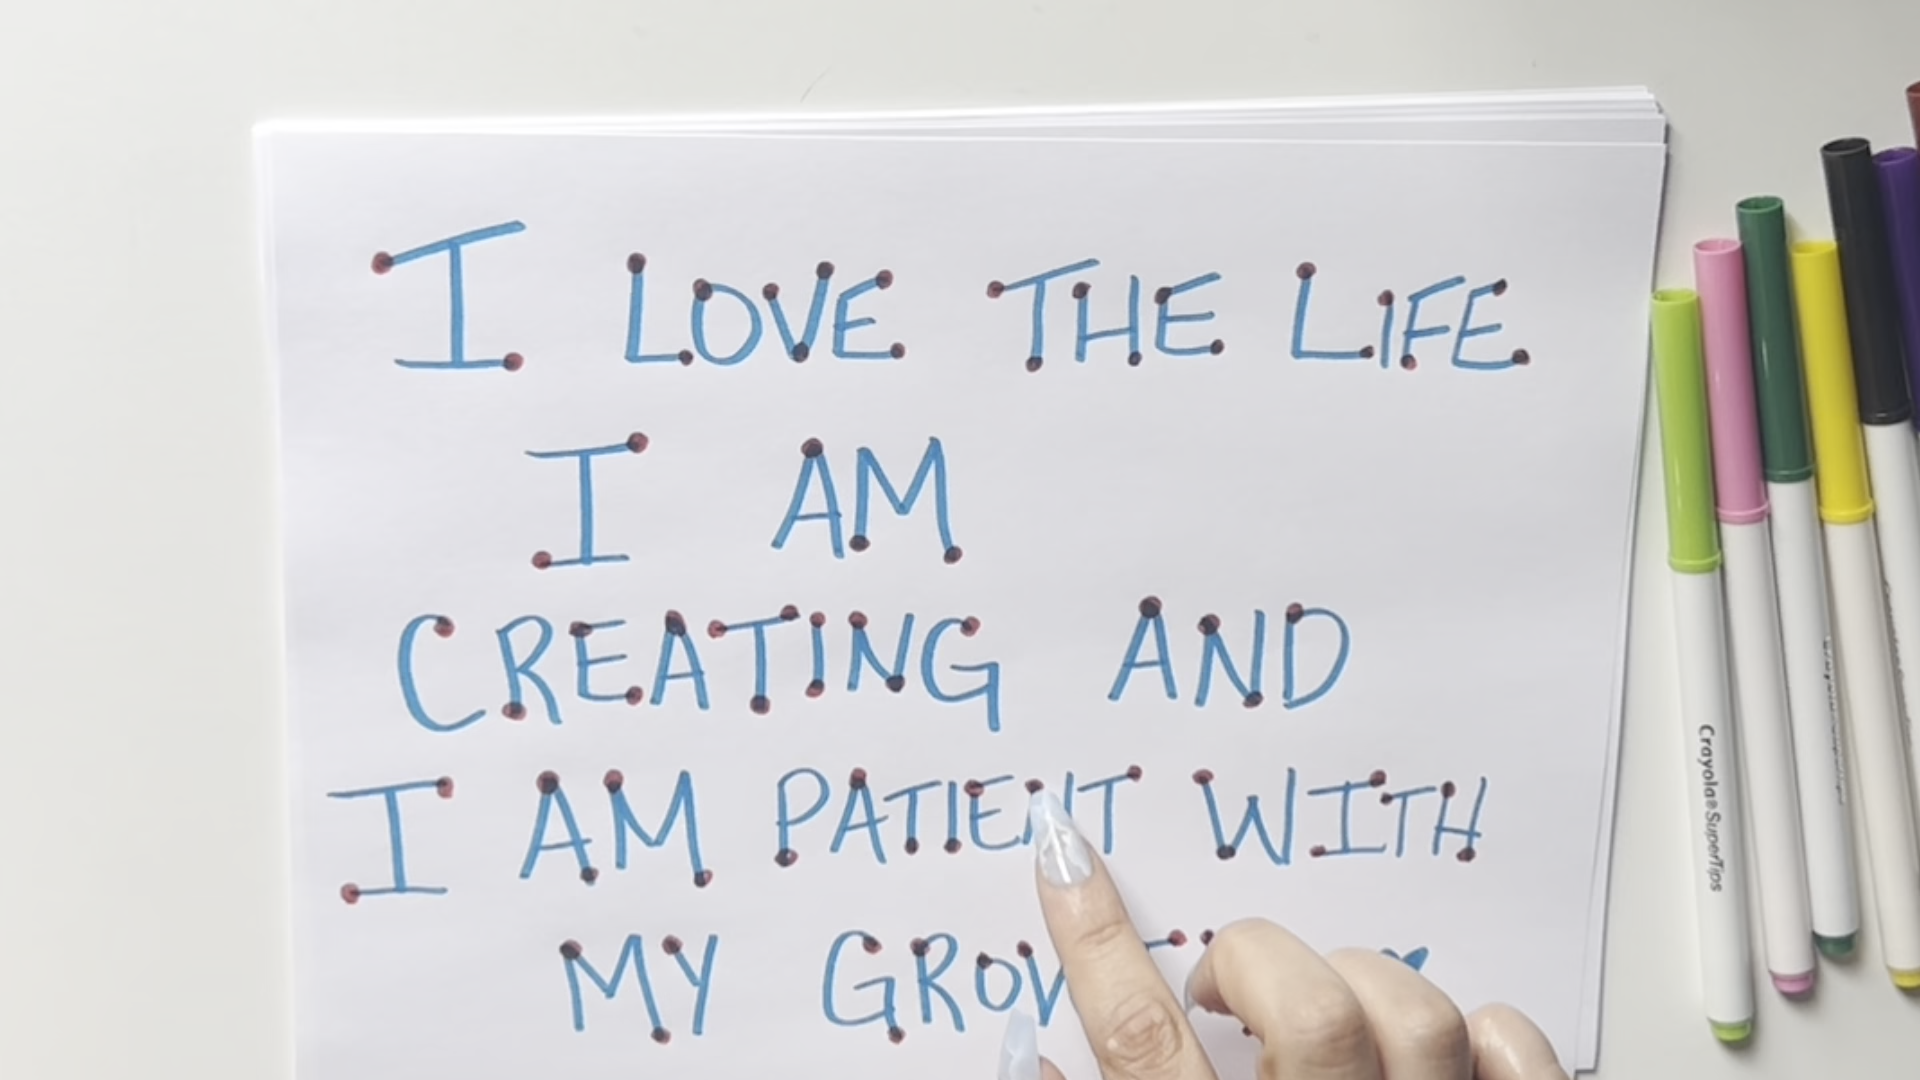 I LOVE THE LIFE
I AM
CREATING AND
I AM PATIENT WITH
MY
Crayola SuperTips